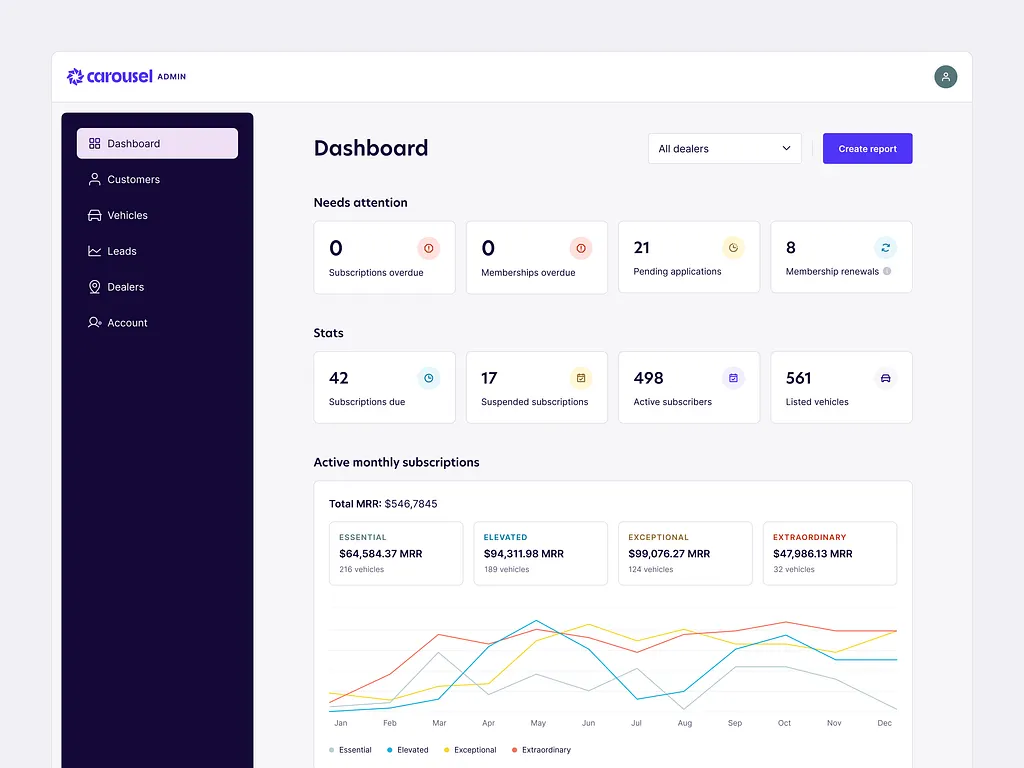 carousel ADMIN
Dashboard
Customers
Vehicles
Leads
Dealers
Account
Dashboard
All dealers
Create report
Needs attention
0
Subscriptions overdue
0
Memberships overdue
21
Pending applications
8
Membership renewals
Stats
42
Subscriptions due
17
Suspended subscriptions
498
Active subscribers
561
Listed vehicles
Active monthly subscriptions
Total MRR: $546,7845
ESSENTIAL
$64,584.37 MRR
216 vehicles
ELEVATED
$94,311.98 MRR
189 vehicles
EXCEPTIONAL
$99,076.27 MRR
124 vehicles
EXTRAORDINARY
$47,986.13 MRR
32 vehicles
Jan Feb Mar Apr May Jun Jul Aug Sep Oct Nov Dec
Essential Elevated Exceptional Extraordinary